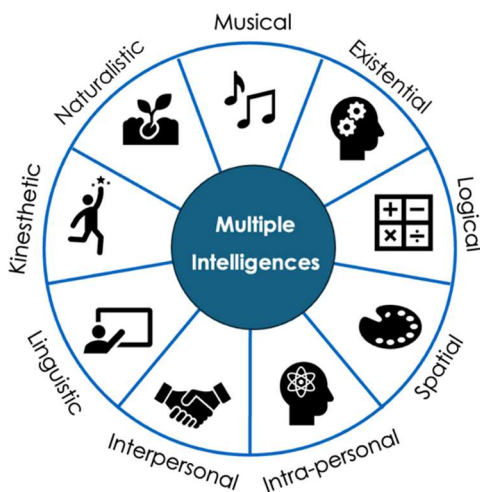 Musical
Existential
Logical
Spatial
Intra-personal
Interpersonal
Linguistic
Kinesthetic
Naturalistic
Multiple
Intelligences